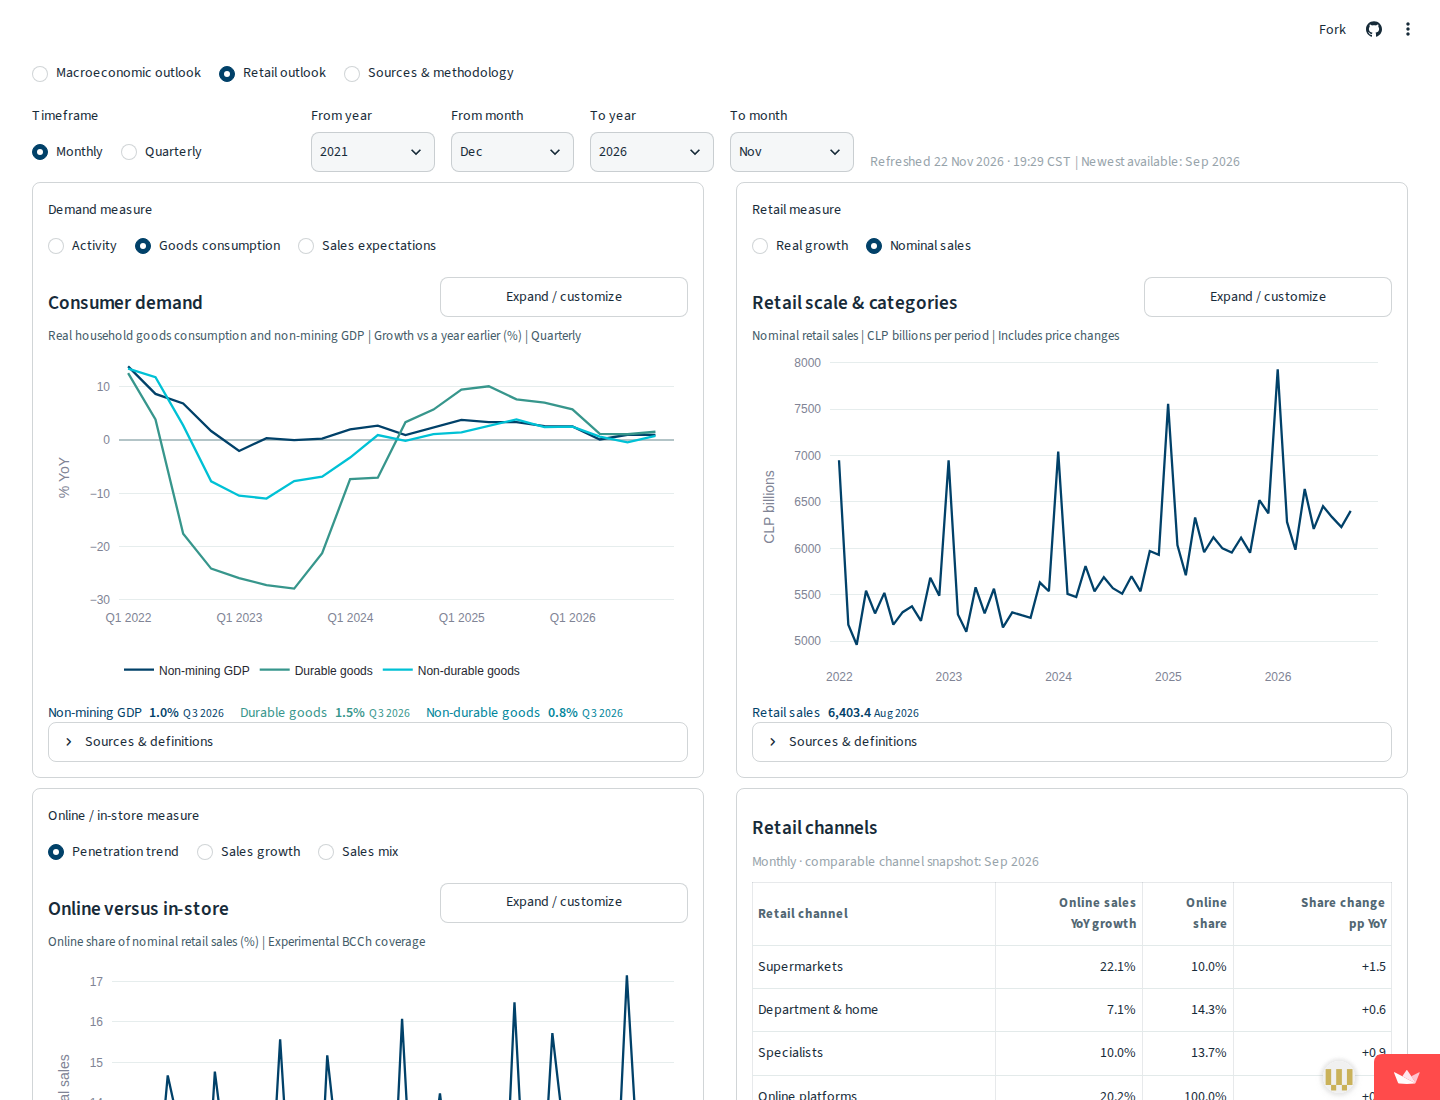 Fork
Macroeconomic outlook Retail outlook Sources & methodology
Timeframe From year From month To year To month
Monthly Quarterly 2021 Dec 2026 Nov Refreshed 22 Nov 2026 · 19:29 CST | Newest available: Sep 2026
Demand measure
Activity Goods consumption Sales expectations
Consumer demand Expand / customize
Real household goods consumption and non-mining GDP | Growth vs a year earlier (%) | Quarterly
% YoY
10
0
−10
−20
−30
Q1 2022 Q1 2023 Q1 2024 Q1 2025 Q1 2026
Non-mining GDP Durable goods Non-durable goods
Non-mining GDP 1.0% Q3 2026 Durable goods 1.5% Q3 2026 Non-durable goods 0.8% Q3 2026
Sources & definitions
Retail measure
Real growth Nominal sales
Retail scale & categories Expand / customize
Nominal retail sales | CLP billions per period | Includes price changes
CLP billions
8000
7500
7000
6500
6000
5500
5000
2022 2023 2024 2025 2026
Retail sales 6,403.4 Aug 2026
Sources & definitions
Online / in-store measure
Penetration trend Sales growth Sales mix
Online versus in-store Expand / customize
Online share of nominal retail sales (%) | Experimental BCCh coverage
17
16
15
sales
Retail channels
Monthly · comparable channel snapshot: Sep 2026
Retail channel Online sales YoY growth Online share Share change pp YoY
Supermarkets 22.1% 10.0% +1.5
Department & home 7.1% 14.3% +0.6
Specialists 10.0% 13.7% +0.9
Online platforms 20.2% 100.0%